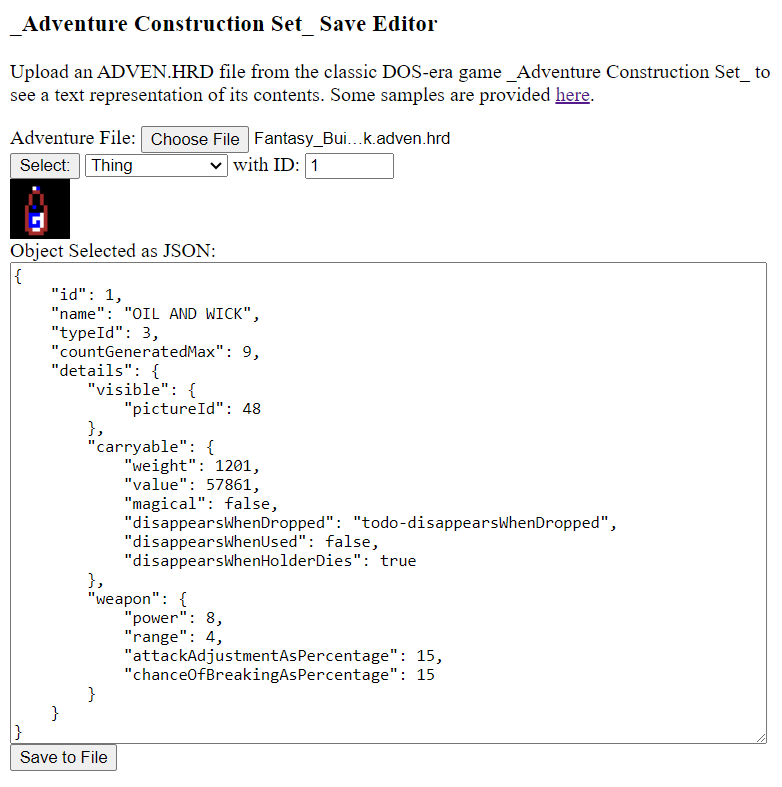 _Adventure Construction Set_ Save Editor
Upload an ADVEN.HRD file from the classic DOS-era game _Adventure Construction Set_ to
see a text representation of its contents. Some samples are provided here.
Adventure File: Choose File Fantasy_Bui…k.adven.hrd
Select: Thing with ID: 1
G
Object Selected as JSON:
{
    "id": 1,
    "name": "OIL AND WICK",
    "typeId": 3,
    "countGeneratedMax": 9,
    "details": {
        "visible": {
            "pictureId": 48
        },
        "carryable": {
            "weight": 1201,
            "value": 57861,
            "magical": false,
            "disappearsWhenDropped": "todo-disappearsWhenDropped",
            "disappearsWhenUsed": false,
            "disappearsWhenHolderDies": true
        },
        "weapon": {
            "power": 8,
            "range": 4,
            "attackAdjustmentAsPercentage": 15,
            "chanceOfBreakingAsPercentage": 15
        }
    }
}
Save to File